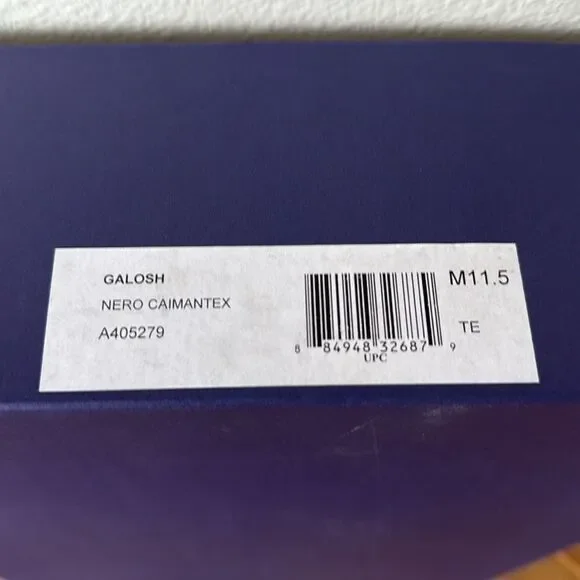 GALOSH
NERO CAIMANTEX
A405279
M11.5
TE
8 84948 32687 9
UPC